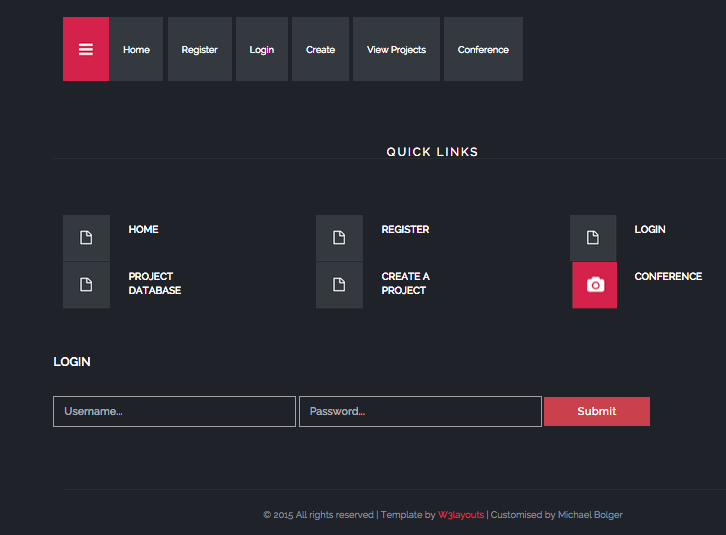 Home Register Login Create View Projects Conference
QUICK LINKS
HOME REGISTER LOGIN
PROJECT DATABASE CREATE A PROJECT CONFERENCE
LOGIN
Username... Password... Submit
© 2015 All rights reserved | Template by W3layouts | Customised by Michael Bolger